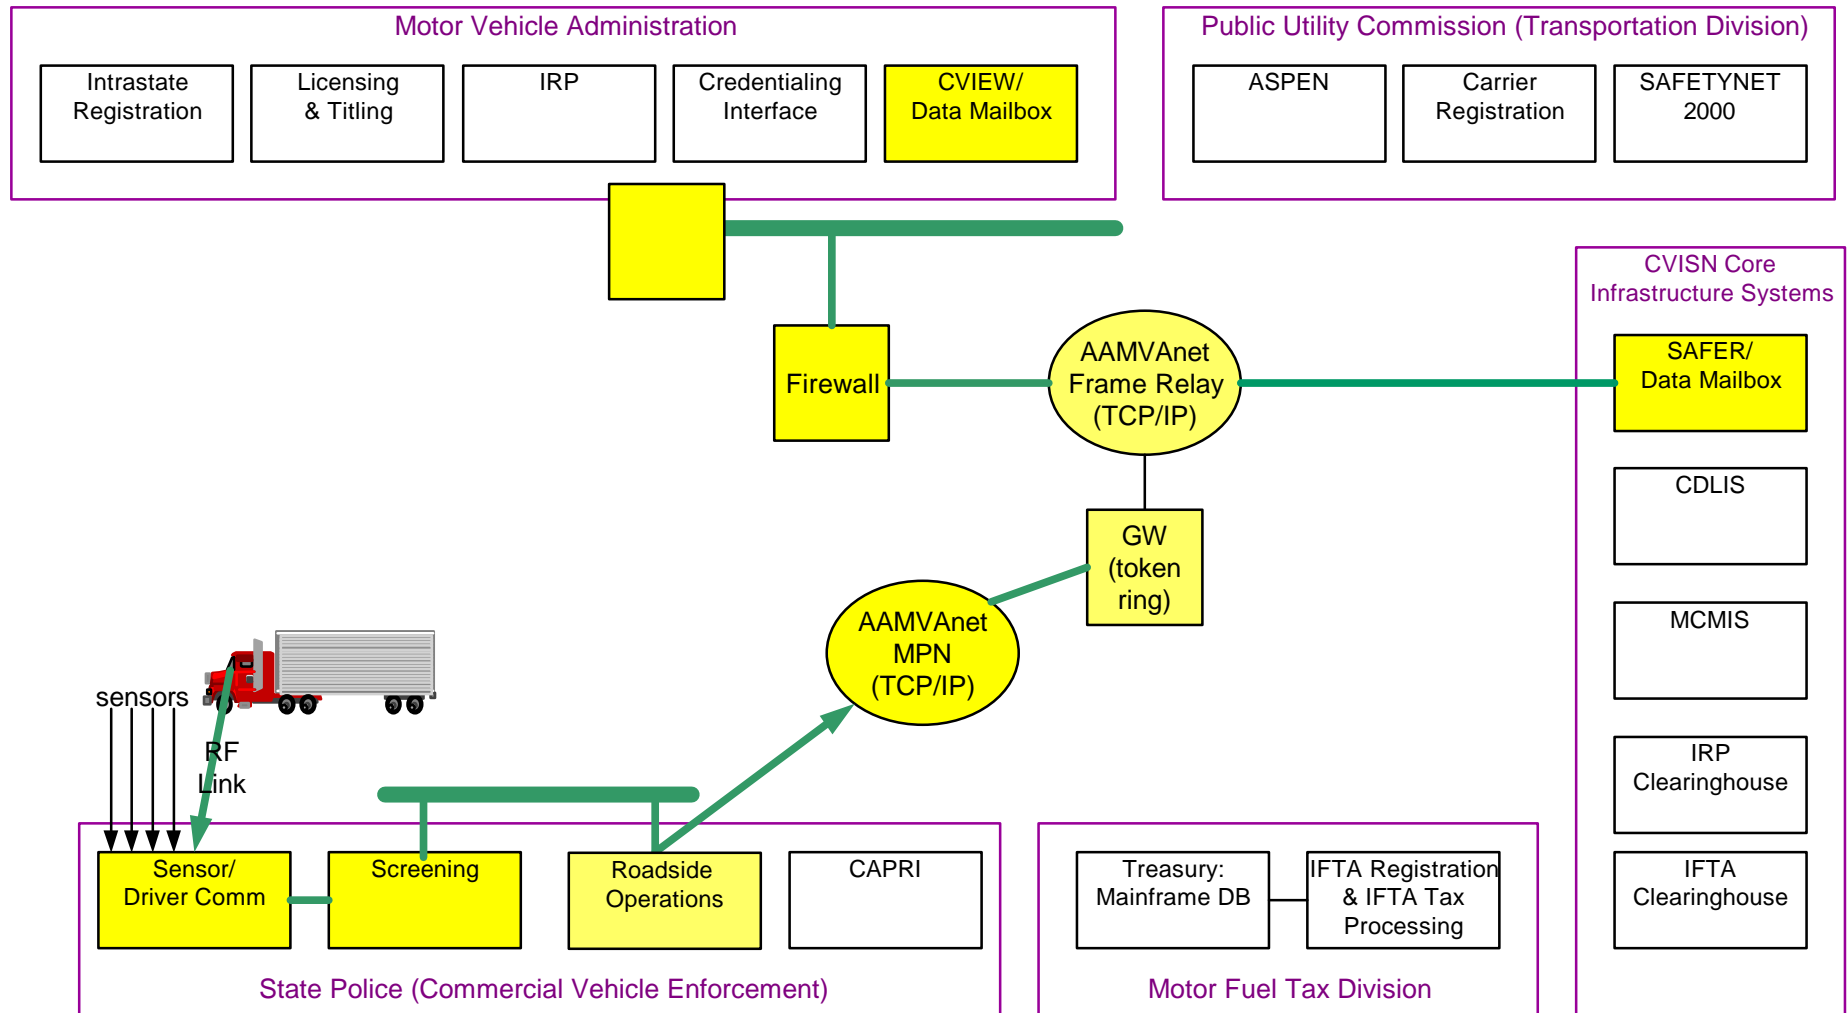 Motor Vehicle Administration
Intrastate
Registration
Licensing
& Titling
IRP
Credentialing
Interface
CVIEW/
Data Mailbox
Public Utility Commission (Transportation Division)
ASPEN
Carrier
Registration
SAFETYNET
2000
CVISN Core
Infrastructure Systems
SAFER/
Data Mailbox
CDLIS
MCMIS
IRP
Clearinghouse
IFTA
Clearinghouse
Firewall
AAMVAnet
Frame Relay
(TCP/IP)
GW
(token
ring)
AAMVAnet
MPN
(TCP/IP)
sensors
RF
Link
Sensor/
Driver Comm
Screening
Roadside
Operations
CAPRI
State Police (Commercial Vehicle Enforcement)
Treasury:
Mainframe DB
IFTA Registration
& IFTA Tax
Processing
Motor Fuel Tax Division